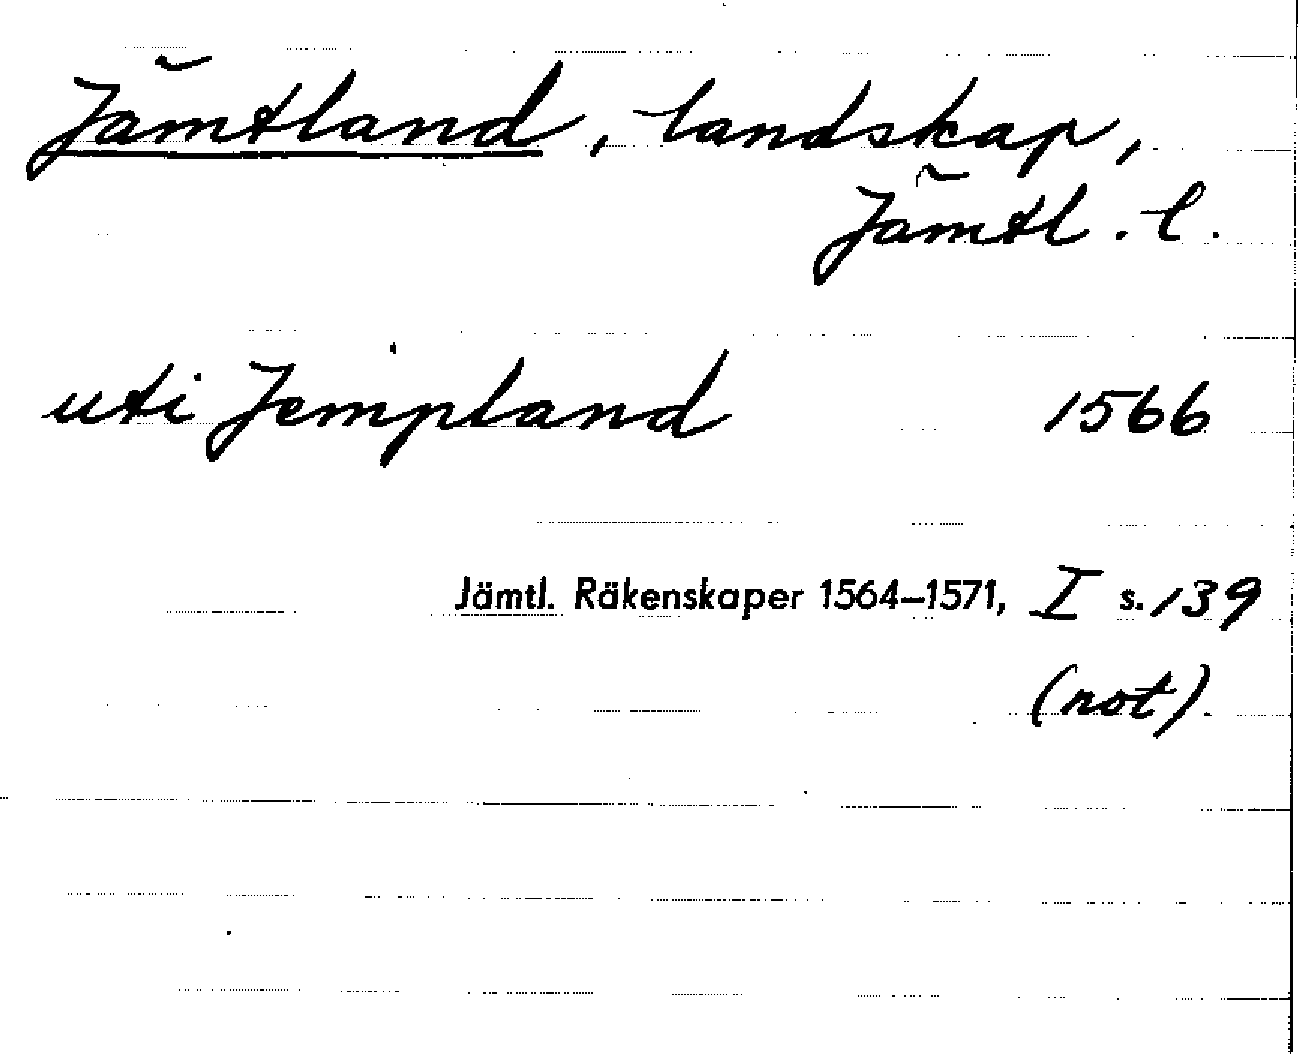 Jämtland, landskap,
Jämtl. l.
uti Jempland 1566
Jämtl. Räkenskaper 1564–1571, I s. 139
(not).